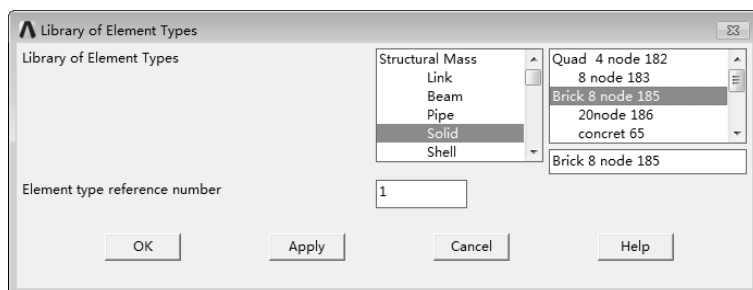 Library of Element Types
Library of Element Types
Structural Mass
Link
Beam
Pipe
Solid
Shell
Quad 4 node 182
8 node 183
Brick 8 node 185
20node 186
concret 65
Brick 8 node 185
Element type reference number
1
OK
Apply
Cancel
Help